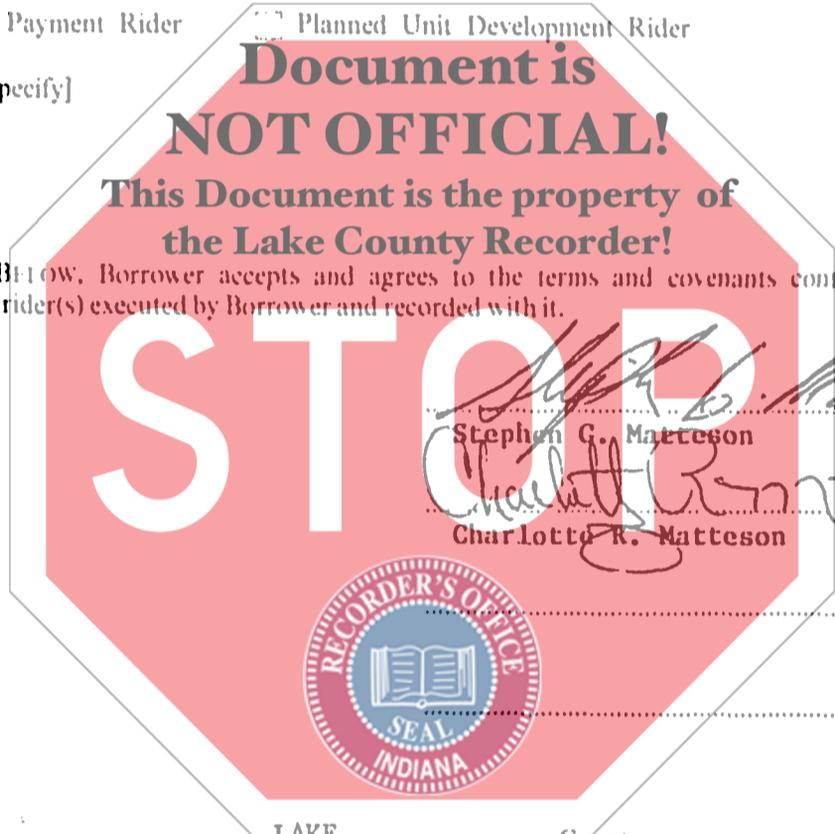 Payment Rider Planned Unit Development Rider
Document is
pecify]
NOT OFFICIAL!
This Document is the property of
the Lake County Recorder!
BELOW, Borrower accepts and agrees to the terms and covenants con
rider(s) executed by Borrower and recorded with it.
STOP
Stephen G. Matteson
Charlotte R. Matteson
RECORDER'S OFFICE
SEAL
INDIANA
LAKE